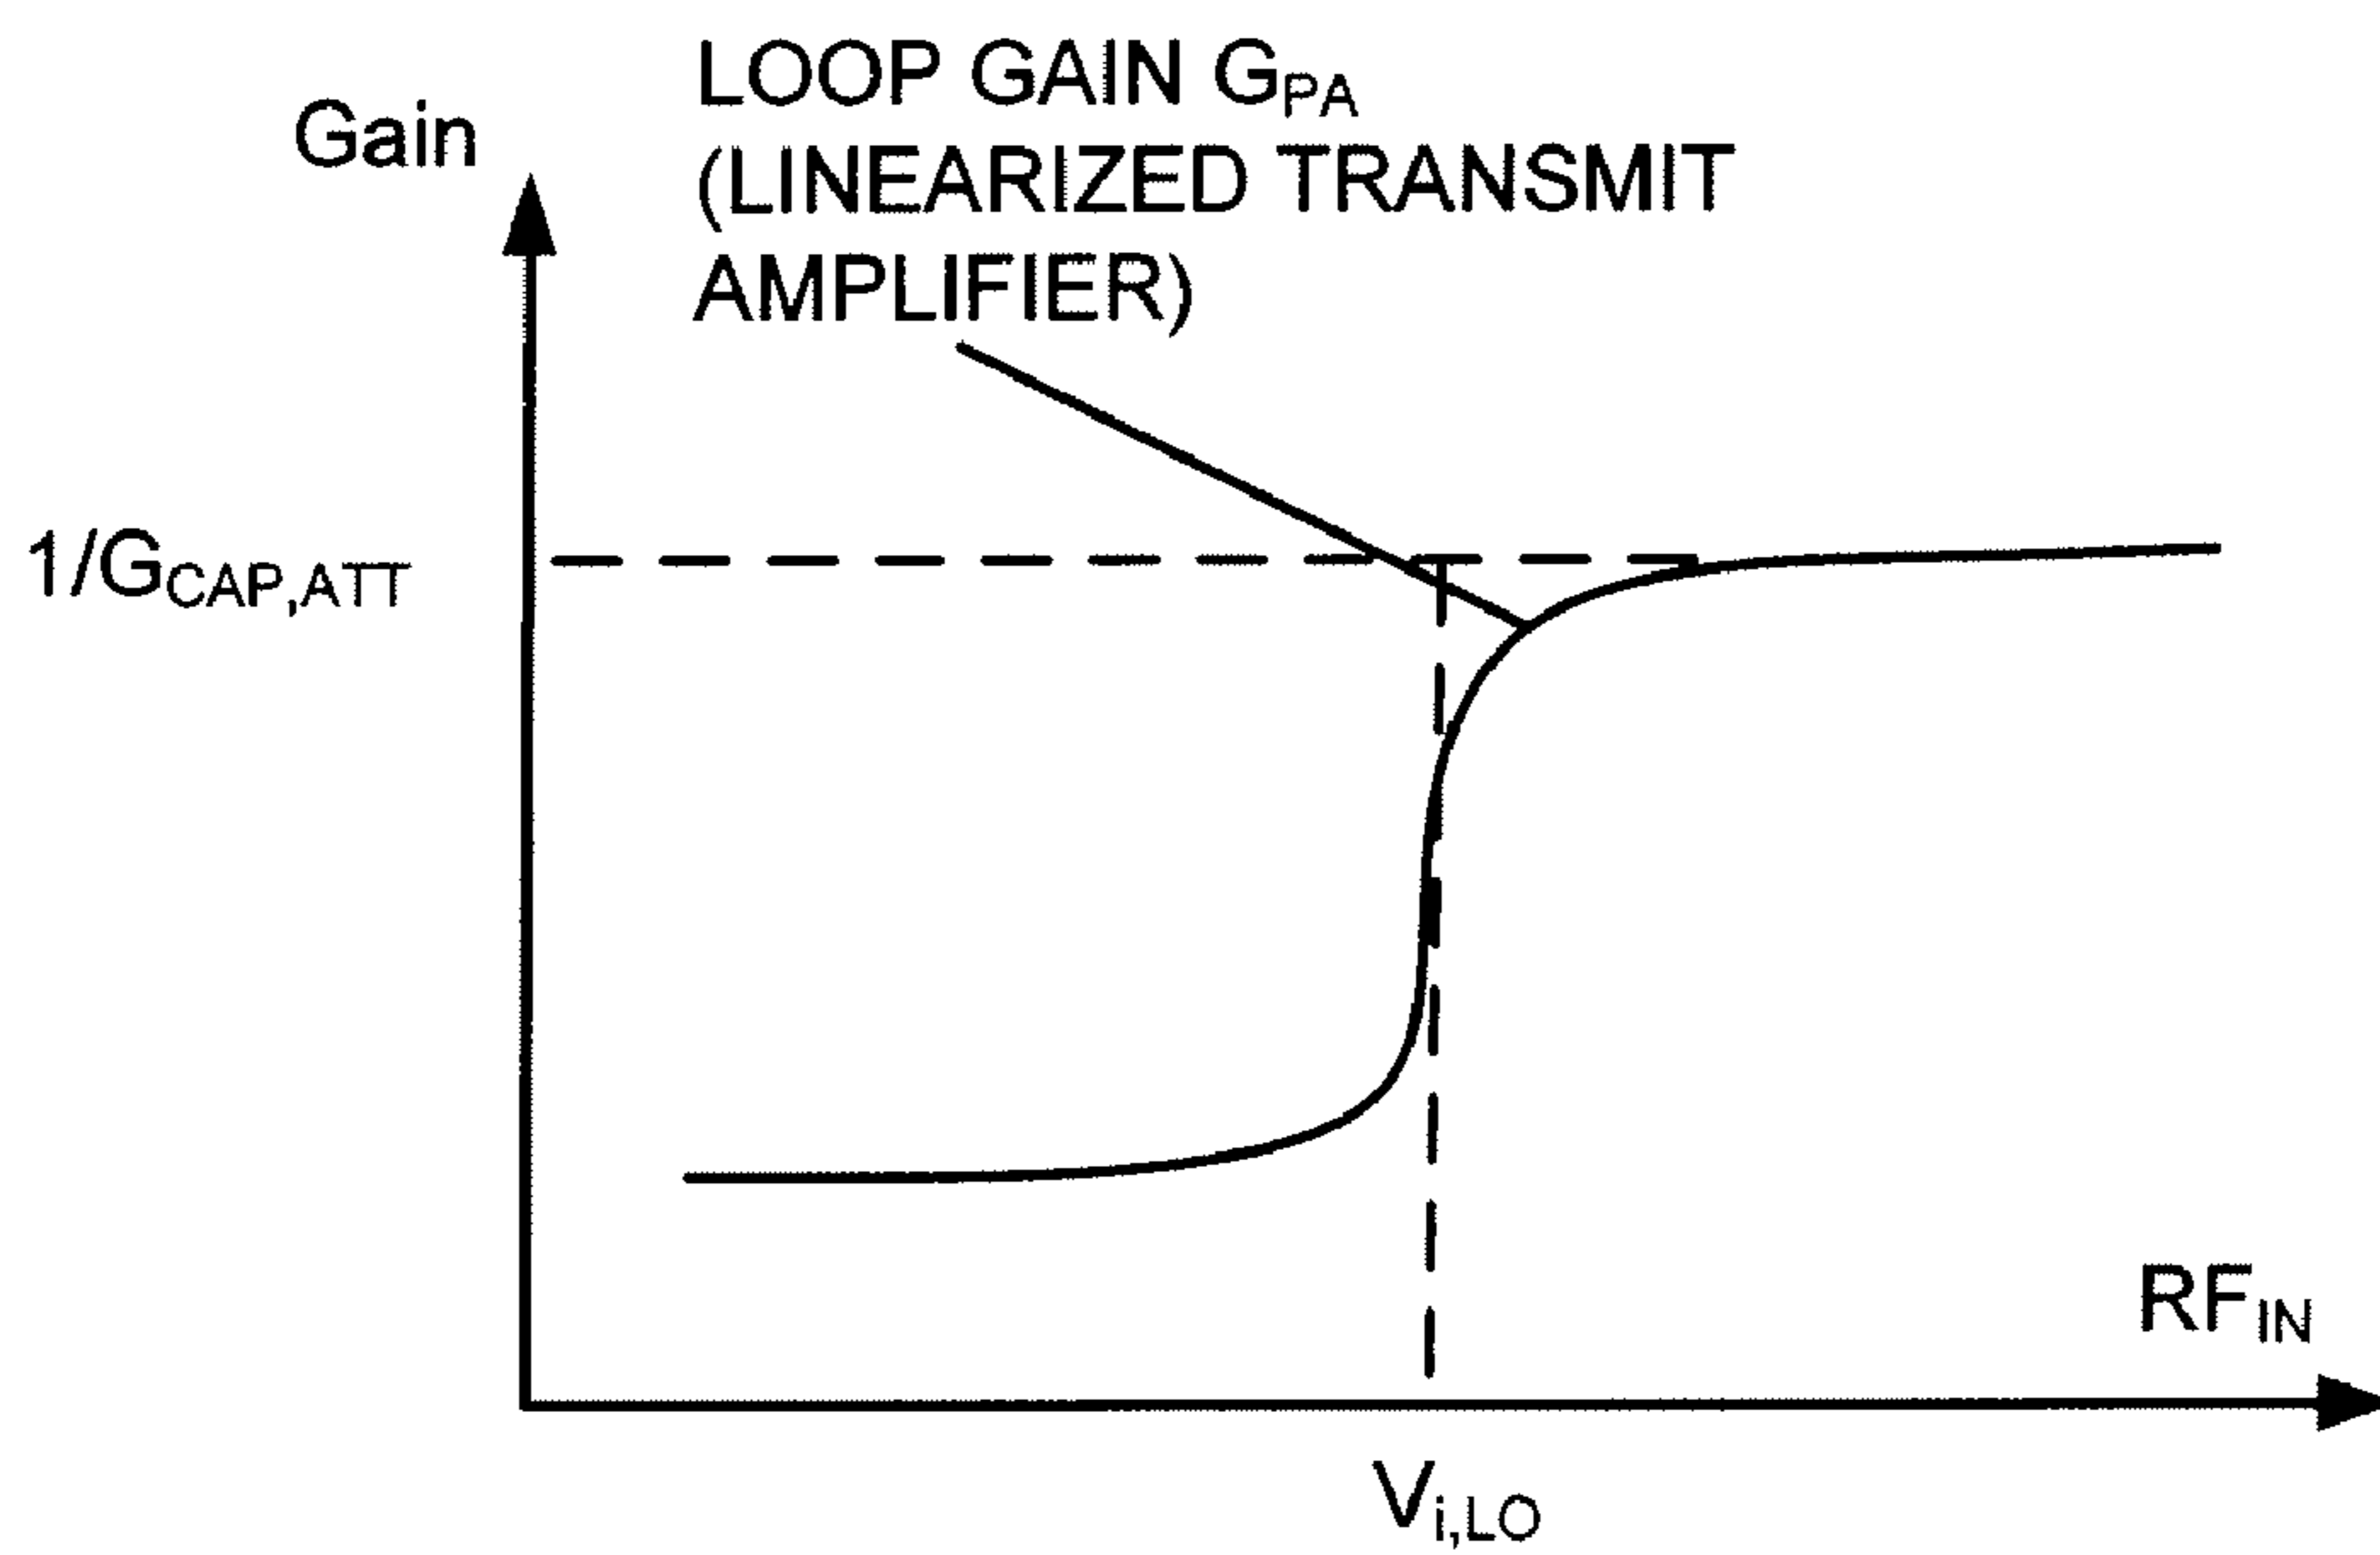 LOOP GAIN GPA
(LINEARIZED TRANSMIT
AMPLIFIER)
Gain
1/GCAP,ATT
RFIN
Vi,LO